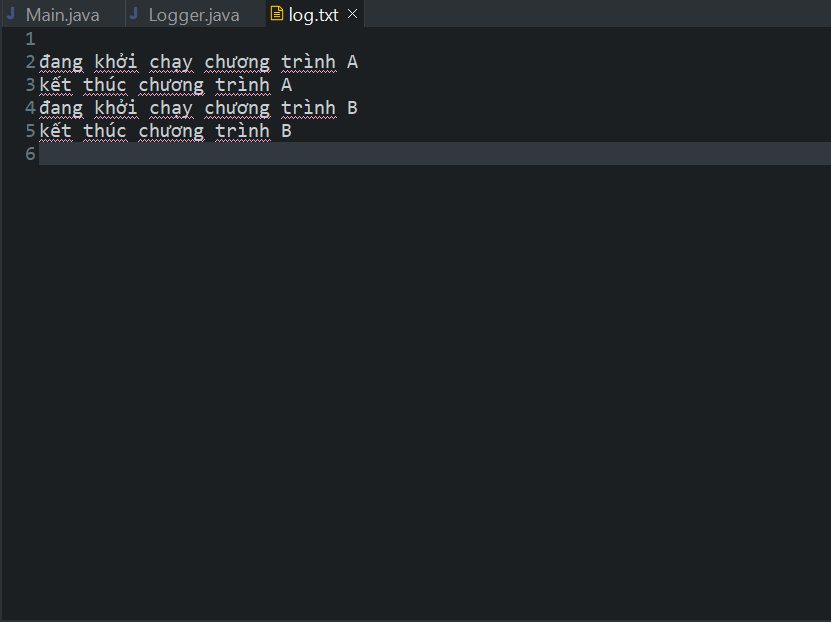 Main.java Logger.java log.txt
1
2 đang khởi chạy chương trình A
3 kết thúc chương trình A
4 đang khởi chạy chương trình B
5 kết thúc chương trình B
6